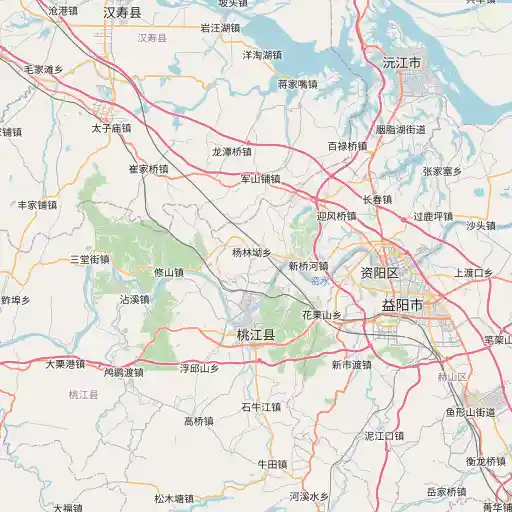 沧港镇
坡头镇
汉寿县
岩汪湖镇
汉寿县
洋淘湖镇
沅江市
毛家滩乡
蒋家嘴镇
太子庙镇
胭脂湖街道
龙潭桥镇
百禄桥镇
崔家桥镇
军山铺镇
张家塞乡
丰家铺镇
长春镇
迎风桥镇
过鹿坪镇
沙头镇
三堂街镇
杨林坳乡
修山镇
新桥河镇
资阳区
上渡口乡
资水
沾溪镇
鲊埠乡
益阳市
花果山乡
桃江县
大栗港镇
鸬鹚渡镇
浮邱山乡
新市渡镇
赫山区
桃江县
石牛江镇
鱼形山街道
高桥镇
泥江口镇
牛田镇
衡龙桥镇
松木塘镇
河溪水乡
岳家桥镇
大福镇